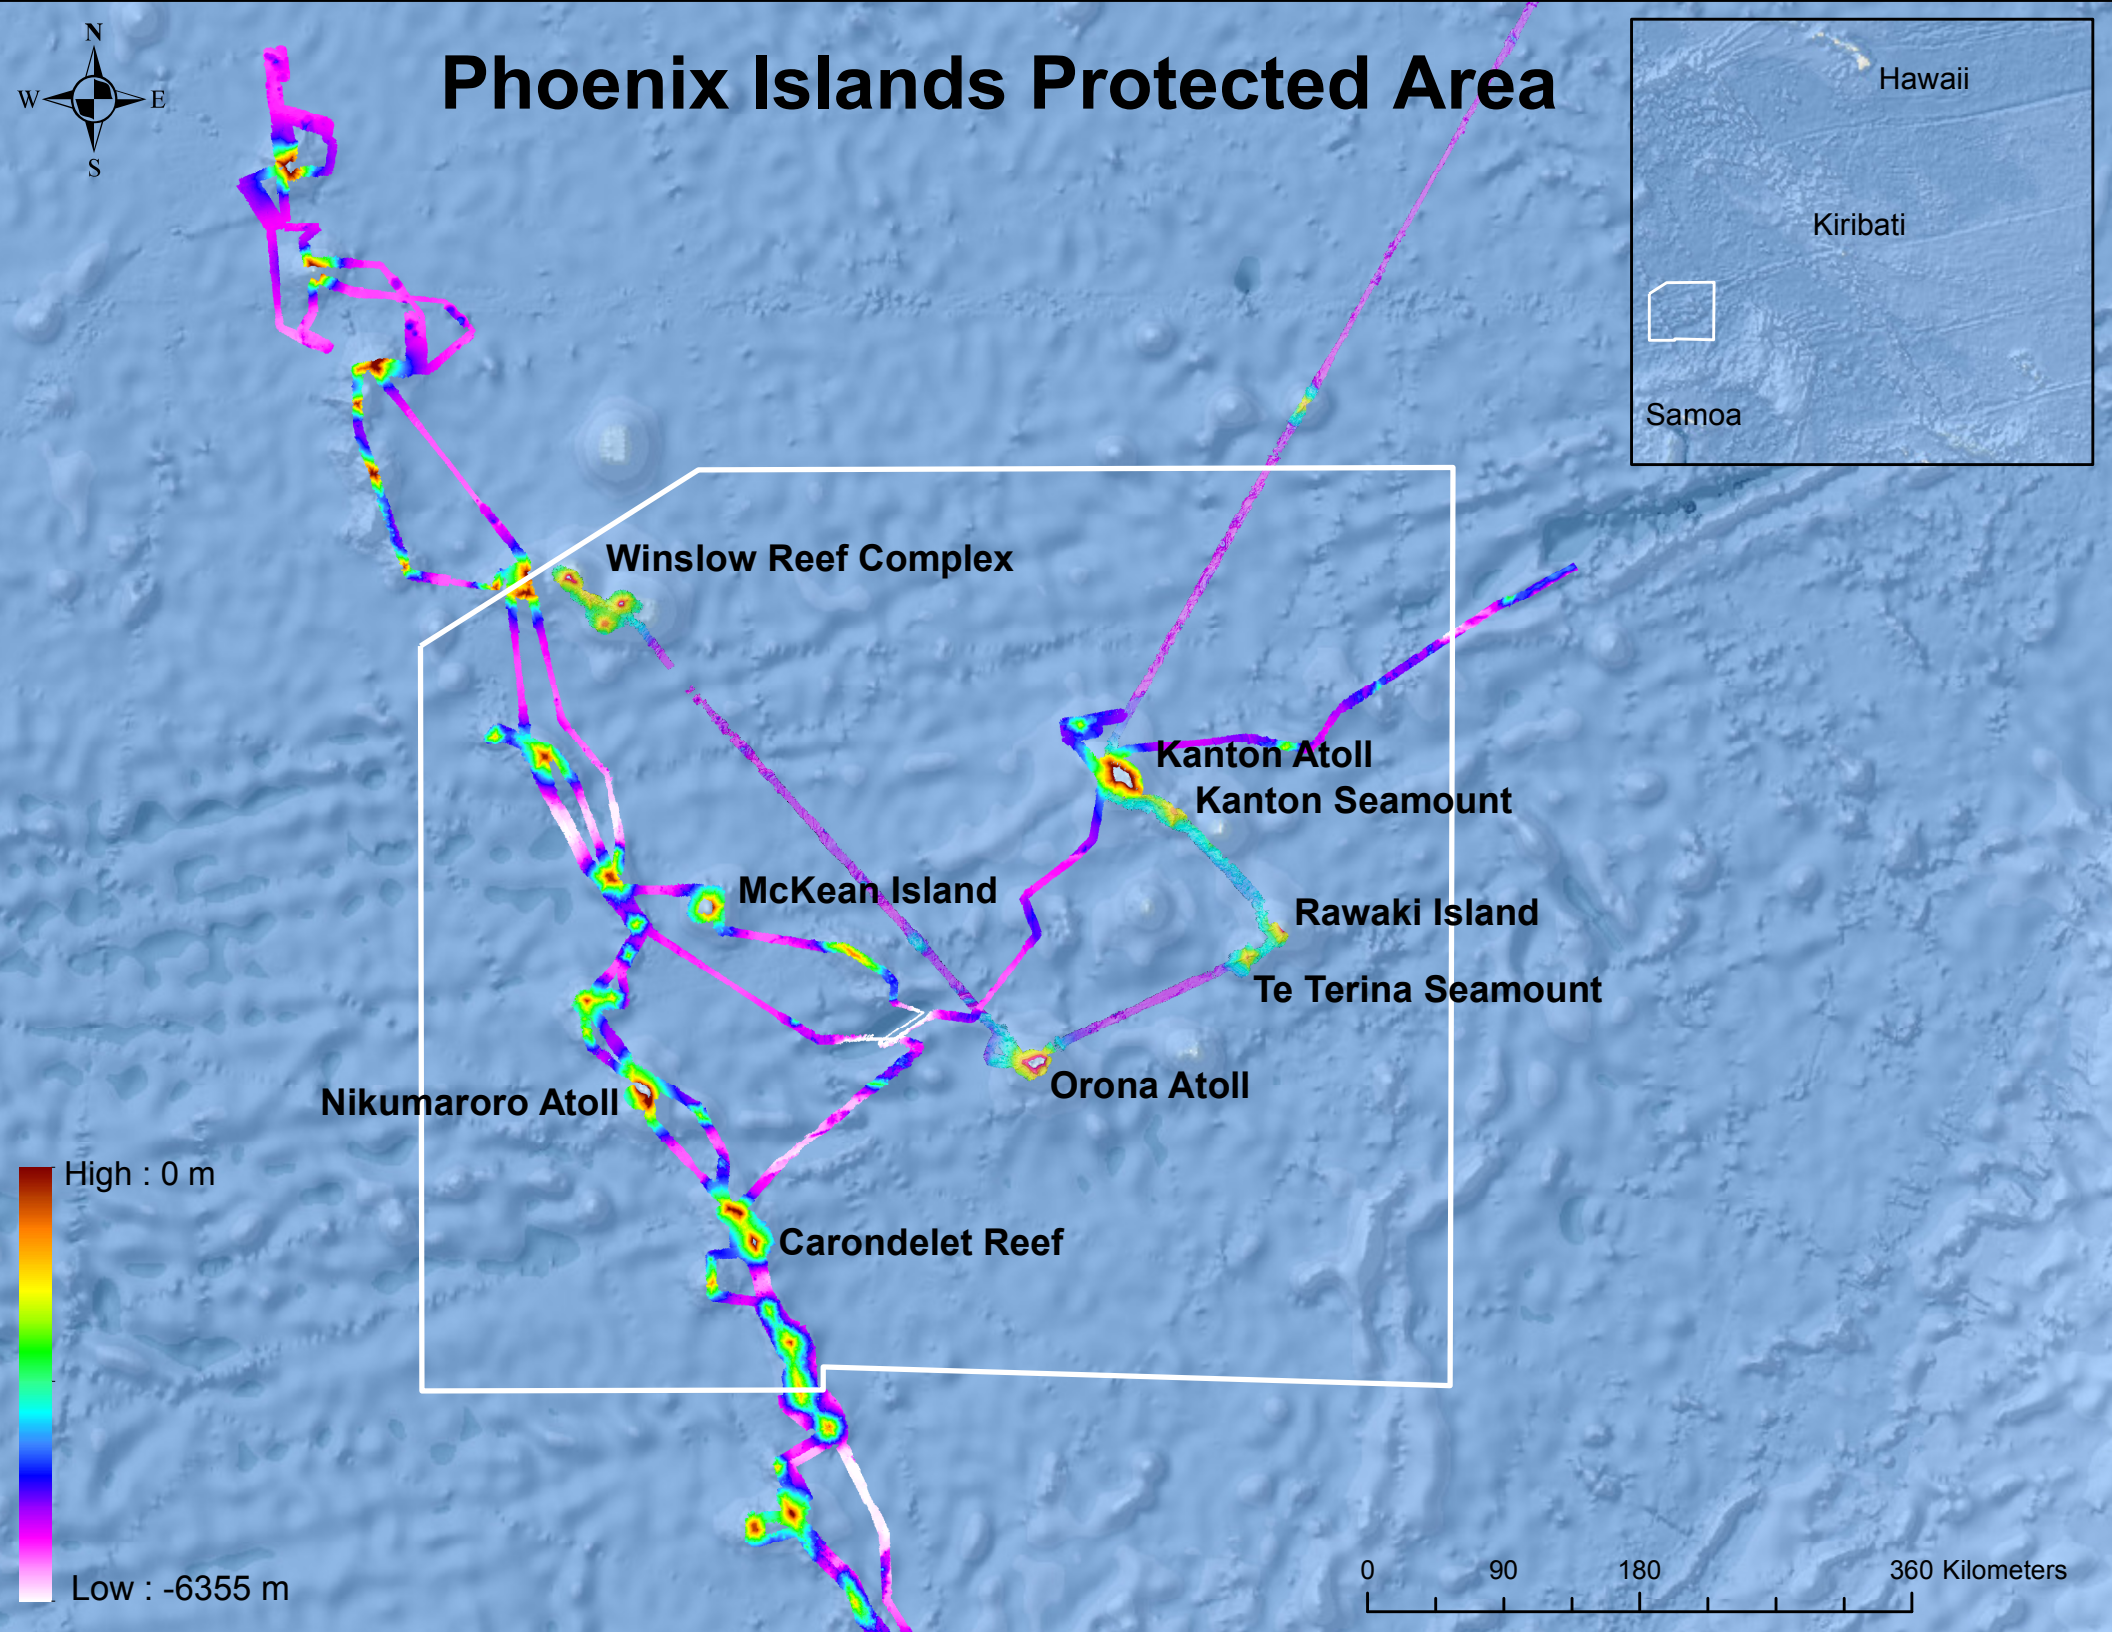 N
W E
S
Phoenix Islands Protected Area
Hawaii
Kiribati
Samoa
Winslow Reef Complex
Kanton Atoll
Kanton Seamount
McKean Island
Rawaki Island
Te Terina Seamount
Orona Atoll
Nikumaroro Atoll
Carondelet Reef
High : 0 m
Low : -6355 m
0 90 180 360 Kilometers